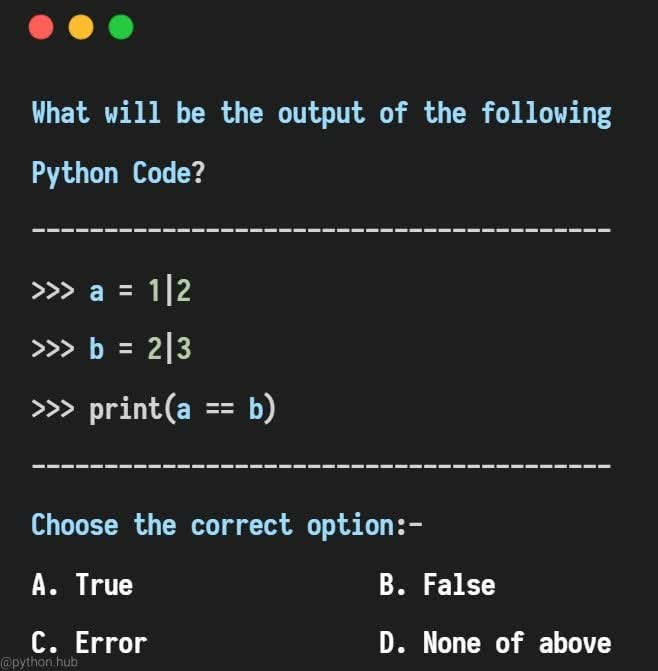 What will be the output of the following
Python Code?
----------------------------------------
>>> a = 1|2
>>> b = 2|3
>>> print(a == b)
----------------------------------------
Choose the correct option:-
A. True B. False
C. Error D. None of above
@python.hub